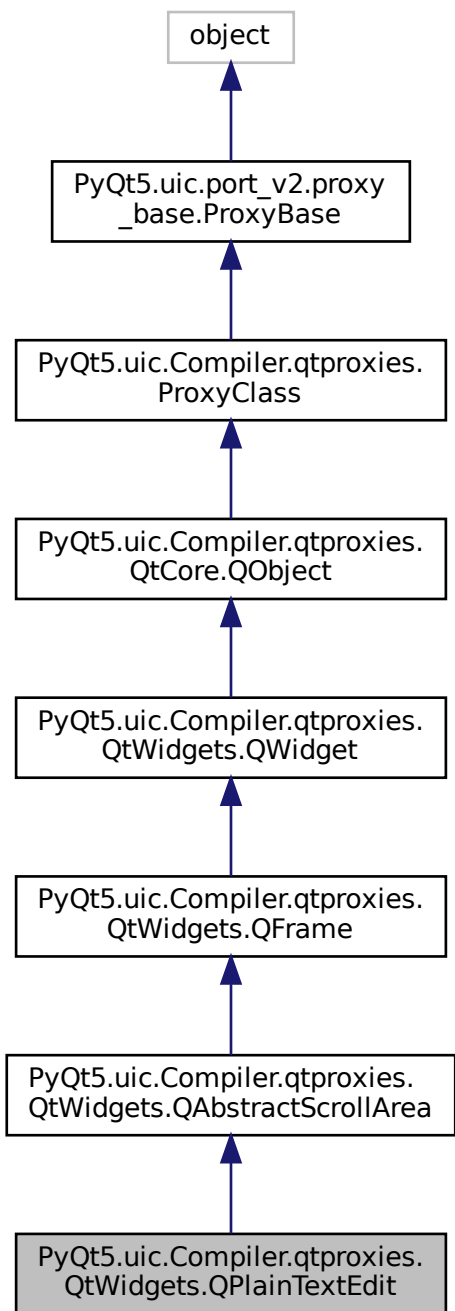 object
PyQt5.uic.port_v2.proxy
_base.ProxyBase
PyQt5.uic.Compiler.qtproxies.
ProxyClass
PyQt5.uic.Compiler.qtproxies.
QtCore.QObject
PyQt5.uic.Compiler.qtproxies.
QtWidgets.QWidget
PyQt5.uic.Compiler.qtproxies.
QtWidgets.QFrame
PyQt5.uic.Compiler.qtproxies.
QtWidgets.QAbstractScrollArea
PyQt5.uic.Compiler.qtproxies.
QtWidgets.QPlainTextEdit